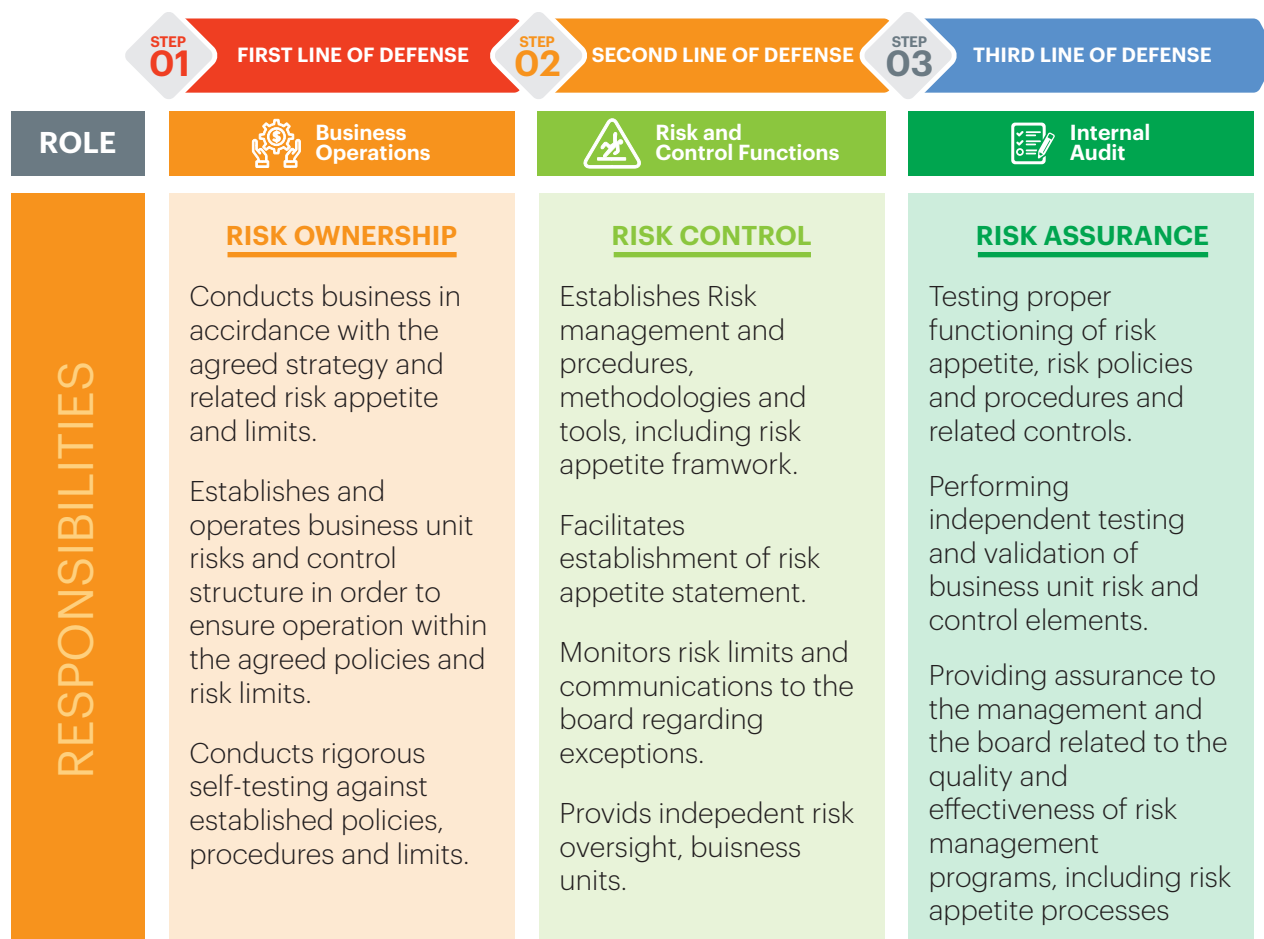 STEP
01
FIRST LINE OF DEFENSE
STEP
02
SECOND LINE OF DEFENSE
STEP
03
THIRD LINE OF DEFENSE
ROLE
Business
Operations
Risk and
Control Functions
Internal
Audit
RESPONSIBILITIES
RISK OWNERSHIP
Conducts business in
accirdance with the
agreed strategy and
related risk appetite
and limits.
Establishes and
operates business unit
risks and control
structure in order to
ensure operation within
the agreed policies and
risk limits.
Conducts rigorous
self-testing against
established policies,
procedures and limits.
RISK CONTROL
Establishes Risk
management and
prcedures,
methodologies and
tools, including risk
appetite framwork.
Facilitates
establishment of risk
appetite statement.
Monitors risk limits and
communications to the
board regarding
exceptions.
Provids indepedent risk
oversight, buisness
units.
RISK ASSURANCE
Testing proper
functioning of risk
appetite, risk policies
and procedures and
related controls.
Performing
independent testing
and validation of
business unit risk and
control elements.
Providing assurance to
the management and
the board related to the
quality and
effectiveness of risk
management
programs, including risk
appetite processes